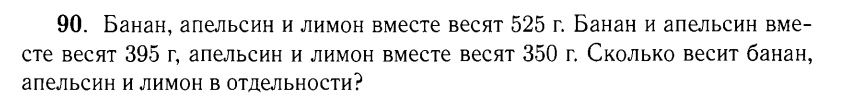 90. Банан, апельсин и лимон вместе весят 525 г. Банан и апельсин вме-
сте весят 395 г, апельсин и лимон вместе весят 350 г. Сколько весит банан,
апельсин и лимон в отдельности?